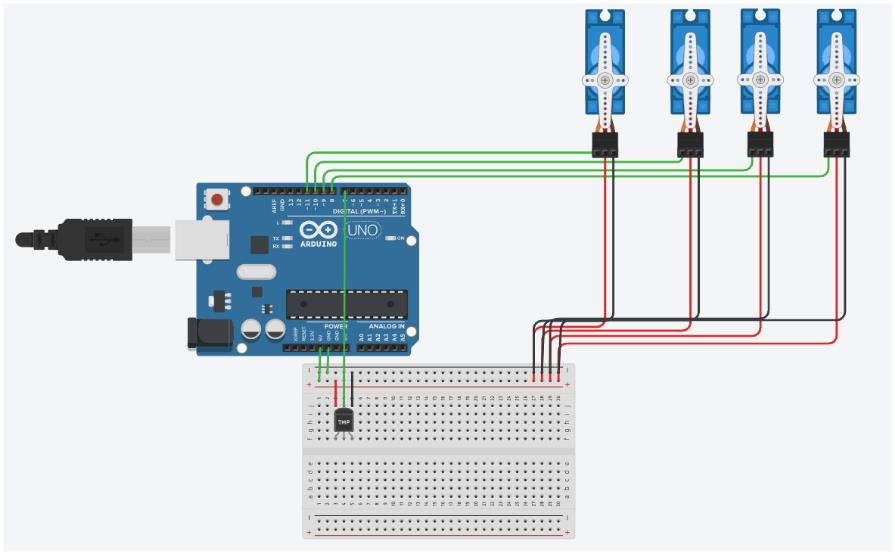 AREF
GND
13
12
~11
~10
~9
8
7
~6
~5
4
~3
2
TX→1
RX←0
DIGITAL (PWM~)
L
TX
RX
ARDUINO
UNO
ON
POWER
ANALOG IN
IOREF
RESET
3.3V
5V
GND
GND
A0
A1
A2
A3
A4
A5
TMP
j
i
h
g
f
e
d
c
b
a